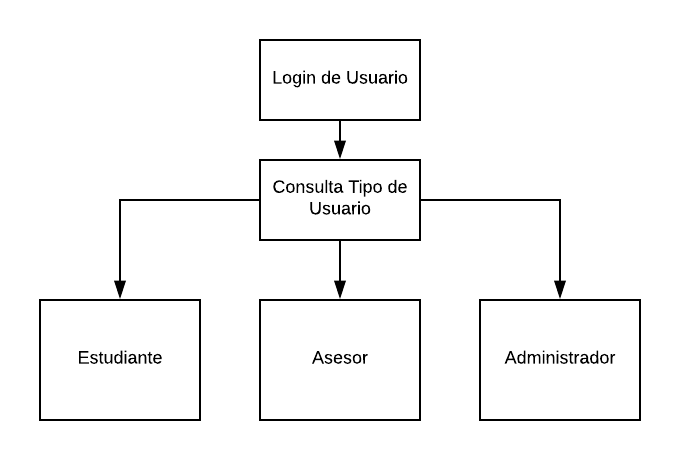 Login de Usuario
Consulta Tipo de
Usuario
Estudiante
Asesor
Administrador